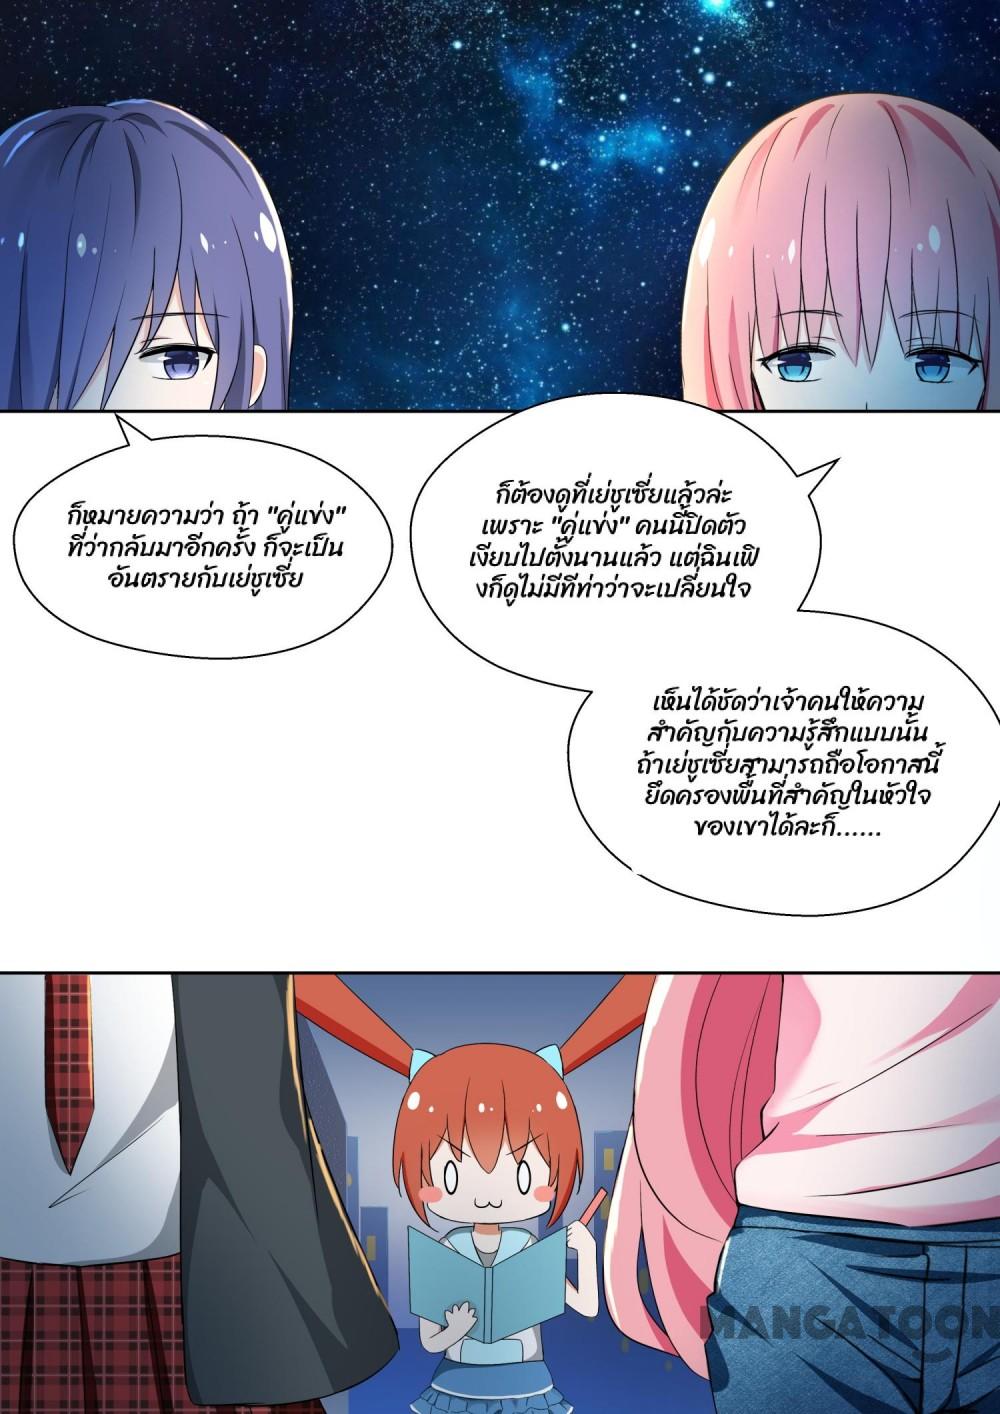 ก็หมายความว่า ถ้า "คู่แข่ง"
ที่ว่ากลับมาอีกครั้ง ก็จะเป็น
อันตรายกับเย่ชูเซี่ย
ก็ต้องดูที่เย่ชูเซี่ยแล้วล่ะ
เพราะ "คู่แข่ง" คนนี้ปิดตัว
เงียบไปตั้งนานแล้ว แต่ฉินเฟิ
งก็ดูไม่มีทีท่าว่าจะเปลี่ยนใจ
เห็นได้ชัดว่าเจ้าคนให้ความ
สำคัญกับความรู้สึกแบบนั้น
ถ้าเย่ชูเซี่ยสามารถถือโอกาสนี้
ยึดครองพื้นที่สำคัญในหัวใจ
ของเขาได้ละก็......
MANGATOON